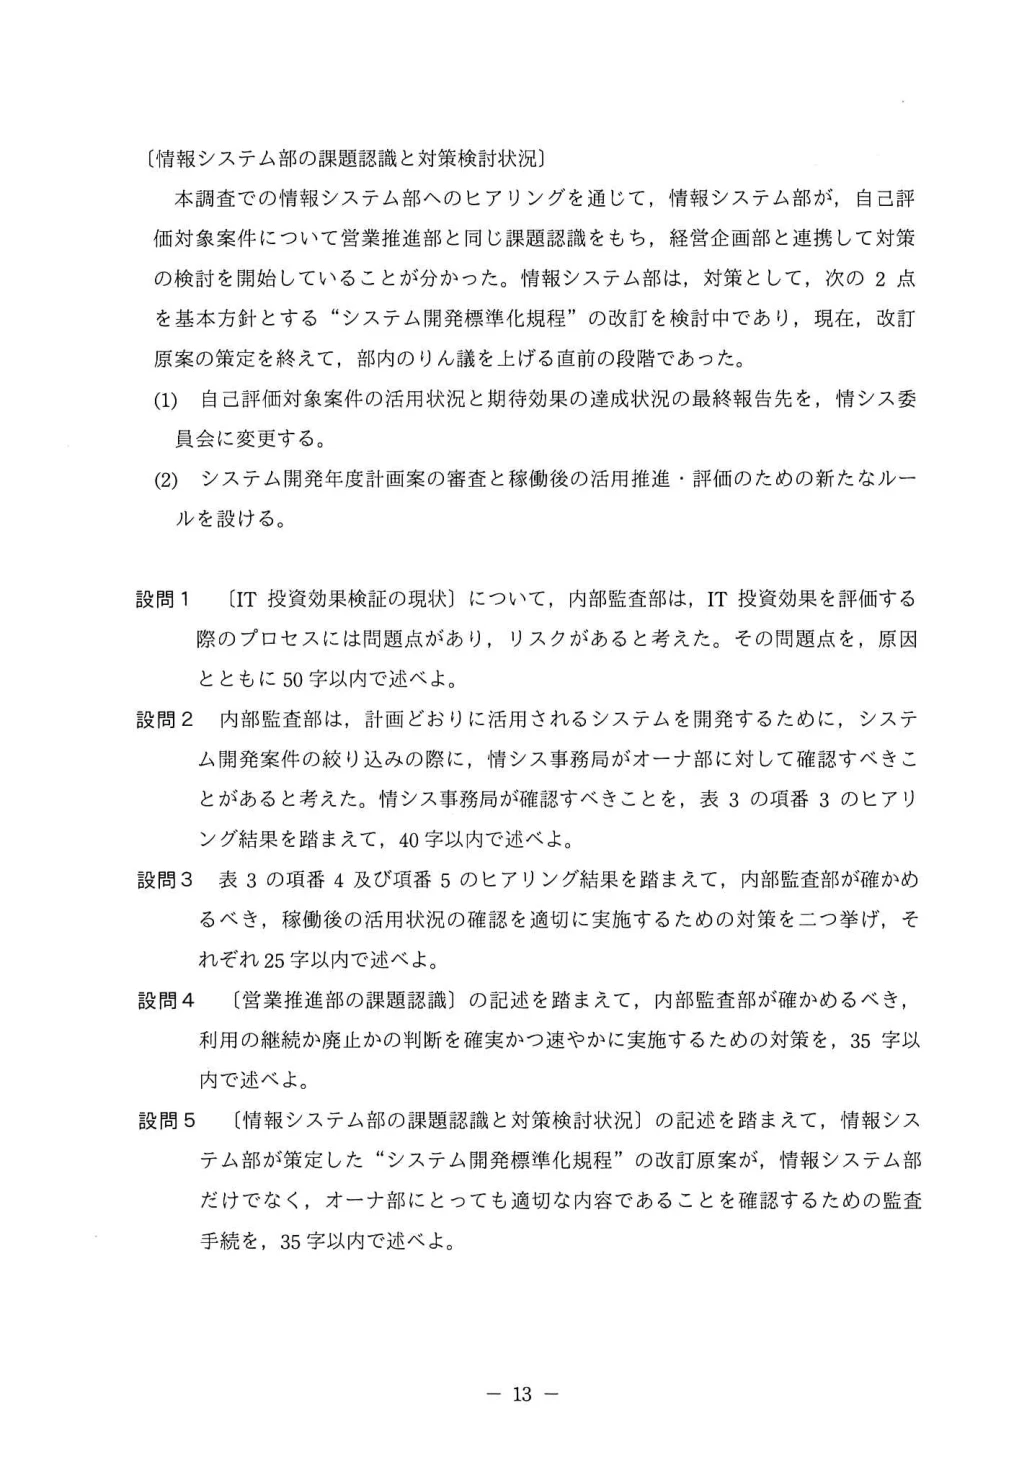 〔情報システム部の課題認識と対策検討状況〕
本調査での情報システム部へのヒアリングを通じて，情報システム部が，自己評
価対象案件について営業推進部と同じ課題認識をもち，経営企画部と連携して対策
の検討を開始していることが分かった。情報システム部は，対策として，次の 2 点
を基本方針とする“システム開発標準化規程”の改訂を検討中であり，現在，改訂
原案の策定を終えて，部内のりん議を上げる直前の段階であった。
(1) 自己評価対象案件の活用状況と期待効果の達成状況の最終報告先を，情シス委
員会に変更する。
(2) システム開発年度計画案の審査と稼働後の活用推進・評価のための新たなルー
ルを設ける。
設問1 〔IT 投資効果検証の現状〕について，内部監査部は，IT 投資効果を評価する
際のプロセスには問題点があり，リスクがあると考えた。その問題点を，原因
とともに 50 字以内で述べよ。
設問2 内部監査部は，計画どおりに活用されるシステムを開発するために，システ
ム開発案件の絞り込みの際に，情シス事務局がオーナ部に対して確認すべきこ
とがあると考えた。情シス事務局が確認すべきことを，表 3 の項番 3 のヒアリ
ング結果を踏まえて，40 字以内で述べよ。
設問3 表 3 の項番 4 及び項番 5 のヒアリング結果を踏まえて，内部監査部が確かめ
るべき，稼働後の活用状況の確認を適切に実施するための対策を二つ挙げ，そ
れぞれ 25 字以内で述べよ。
設問4 〔営業推進部の課題認識〕の記述を踏まえて，内部監査部が確かめるべき，
利用の継続か廃止かの判断を確実かつ速やかに実施するための対策を，35 字以
内で述べよ。
設問5 〔情報システム部の課題認識と対策検討状況〕の記述を踏まえて，情報シス
テム部が策定した“システム開発標準化規程”の改訂原案が，情報システム部
だけでなく，オーナ部にとっても適切な内容であることを確認するための監査
手続を，35 字以内で述べよ。
－ 13 －